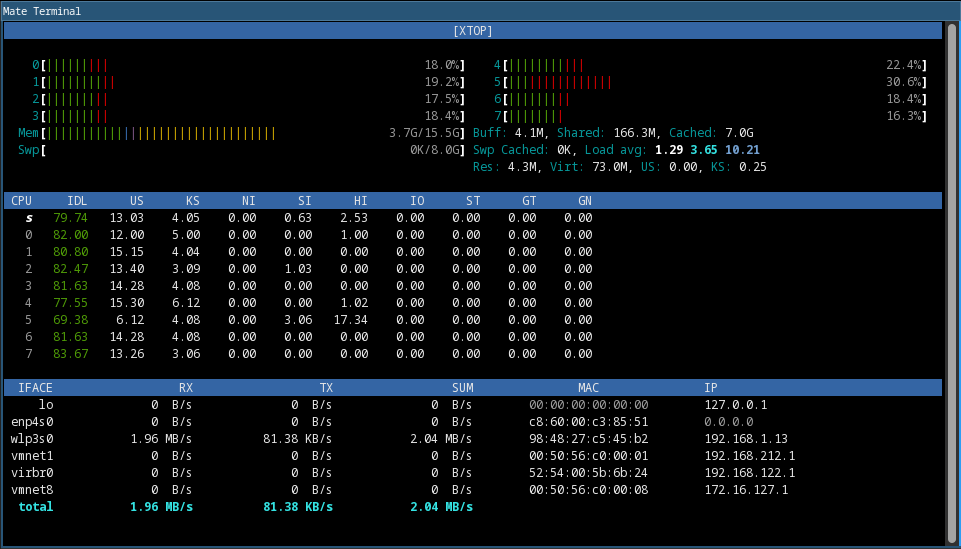 Mate Terminal
[XTOP]
0[||||||||| 18.0%] 4[||||||||||| 22.4%]
1[|||||||||| 19.2%] 5[||||||||||||||| 30.6%]
2[||||||||| 17.5%] 6[||||||||| 18.4%]
3[||||||||| 18.4%] 7[|||||||| 16.3%]
Mem[||||||||||||||||||||||||||||||||| 3.7G/15.5G] Buff: 4.1M, Shared: 166.3M, Cached: 7.0G
Swp[ 0K/8.0G] Swp Cached: 0K, Load avg: 1.29 3.65 10.21
Res: 4.3M, Virt: 73.0M, US: 0.00, KS: 0.25
CPU IDL US KS NI SI HI IO ST GT GN
s 79.74 13.03 4.05 0.00 0.63 2.53 0.00 0.00 0.00 0.00
0 82.00 12.00 5.00 0.00 0.00 1.00 0.00 0.00 0.00 0.00
1 80.80 15.15 4.04 0.00 0.00 0.00 0.00 0.00 0.00 0.00
2 82.47 13.40 3.09 0.00 1.03 0.00 0.00 0.00 0.00 0.00
3 81.63 14.28 4.08 0.00 0.00 0.00 0.00 0.00 0.00 0.00
4 77.55 15.30 6.12 0.00 0.00 1.02 0.00 0.00 0.00 0.00
5 69.38 6.12 4.08 0.00 3.06 17.34 0.00 0.00 0.00 0.00
6 81.63 14.28 4.08 0.00 0.00 0.00 0.00 0.00 0.00 0.00
7 83.67 13.26 3.06 0.00 0.00 0.00 0.00 0.00 0.00 0.00
IFACE RX TX SUM MAC IP
lo 0 B/s 0 B/s 0 B/s 00:00:00:00:00:00 127.0.0.1
enp4s0 0 B/s 0 B/s 0 B/s c8:60:00:c3:85:51 0.0.0.0
wlp3s0 1.96 MB/s 81.38 KB/s 2.04 MB/s 98:48:27:c5:45:b2 192.168.1.13
vmnet1 0 B/s 0 B/s 0 B/s 00:50:56:c0:00:01 192.168.212.1
virbr0 0 B/s 0 B/s 0 B/s 52:54:00:5b:6b:24 192.168.122.1
vmnet8 0 B/s 0 B/s 0 B/s 00:50:56:c0:00:08 172.16.127.1
total 1.96 MB/s 81.38 KB/s 2.04 MB/s